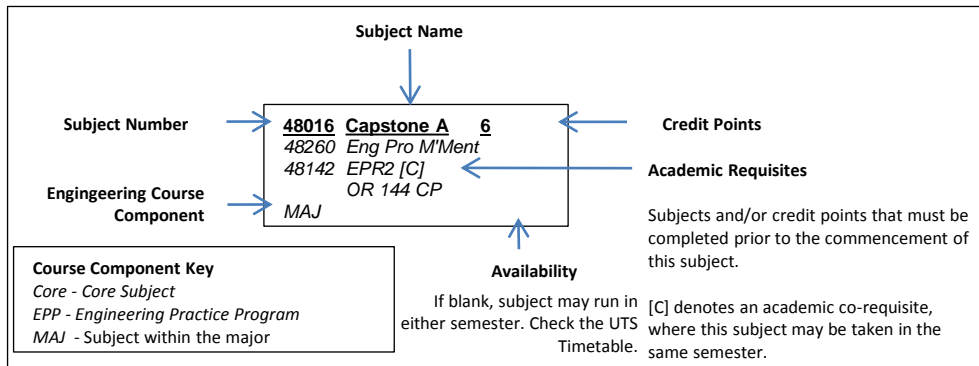 Subject Name
Subject Number
48016 Capstone A 6
48260 Eng Pro M'Ment
48142 EPR2 [C]
OR 144 CP
MAJ
Credit Points
Academic Requisites
Subjects and/or credit points that must be
completed prior to the commencement of
this subject.
[C] denotes an academic co-requisite,
where this subject may be taken in the
same semester.
Engingeering Course
Component
Availability
If blank, subject may run in
either semester. Check the UTS
Timetable.
Course Component Key
Core - Core Subject
EPP - Engineering Practice Program
MAJ - Subject within the major